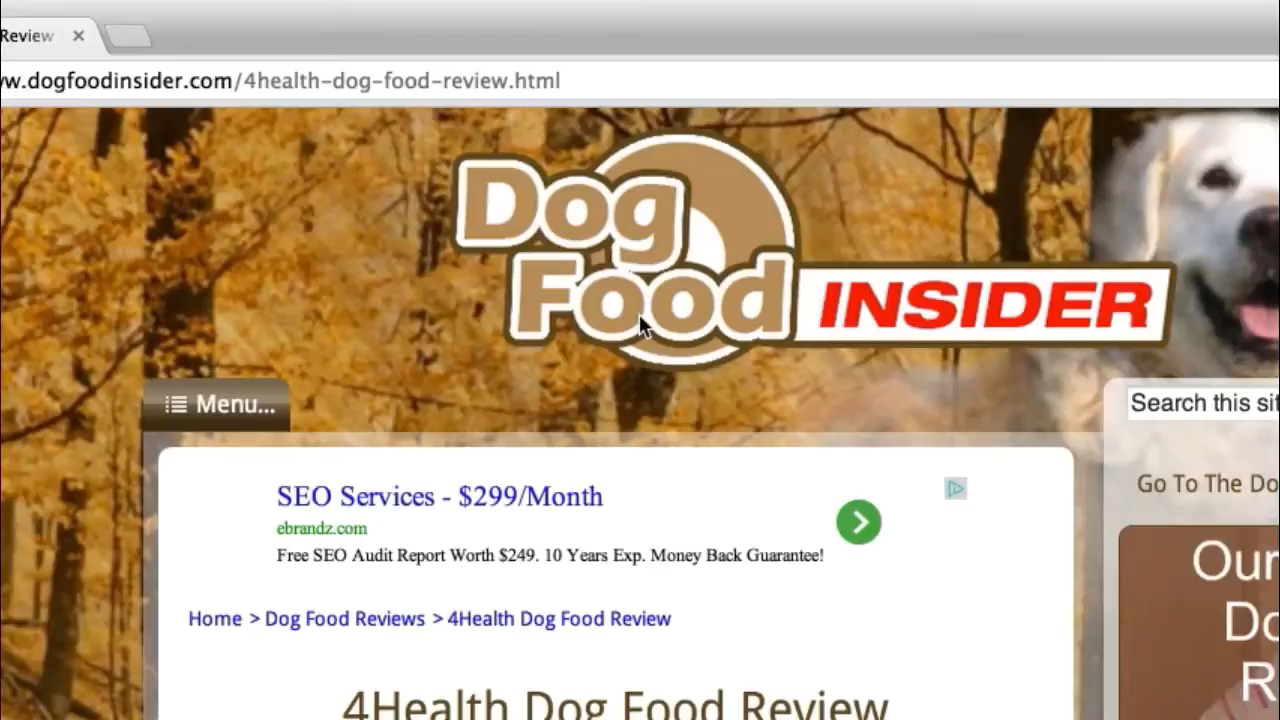 Review
w.dogfoodinsider.com/4health-dog-food-review.html
Dog
Food
INSIDER
Menu...
Search this sit
SEO Services - $299/Month
ebrandz.com
Free SEO Audit Report Worth $249. 10 Years Exp. Money Back Guarantee!
Go To The Do
Home > Dog Food Reviews > 4Health Dog Food Review
Our
Do
R
4Health Dog Food Review